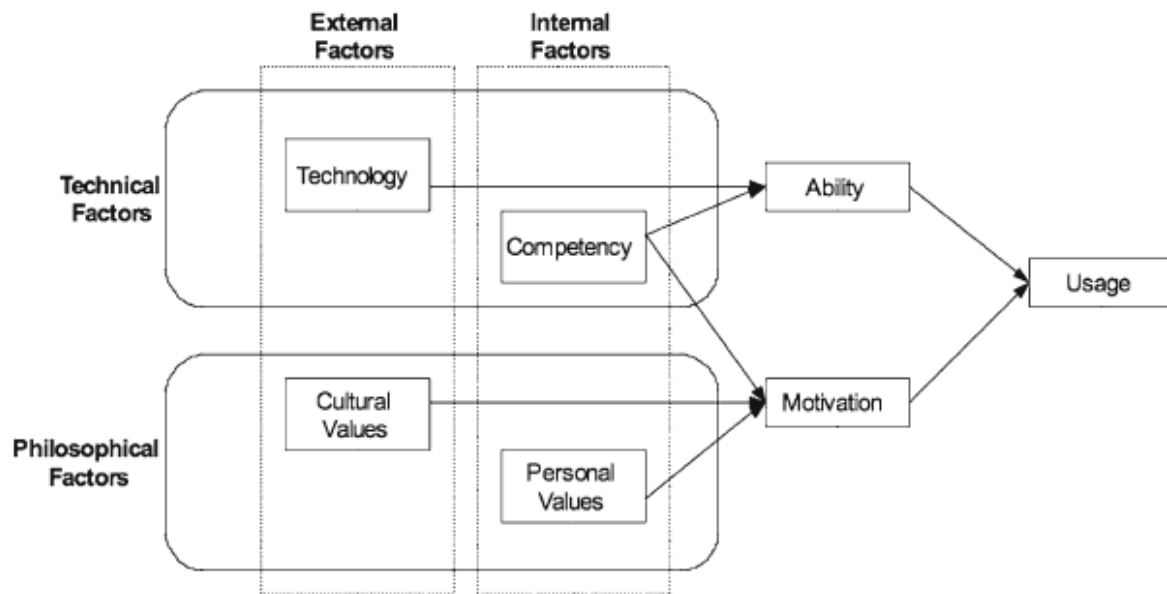 External
Factors
Internal
Factors
Technical
Factors
Technology
Ability
Competency
Usage
Philosophical
Factors
Cultural
Values
Motivation
Personal
Values